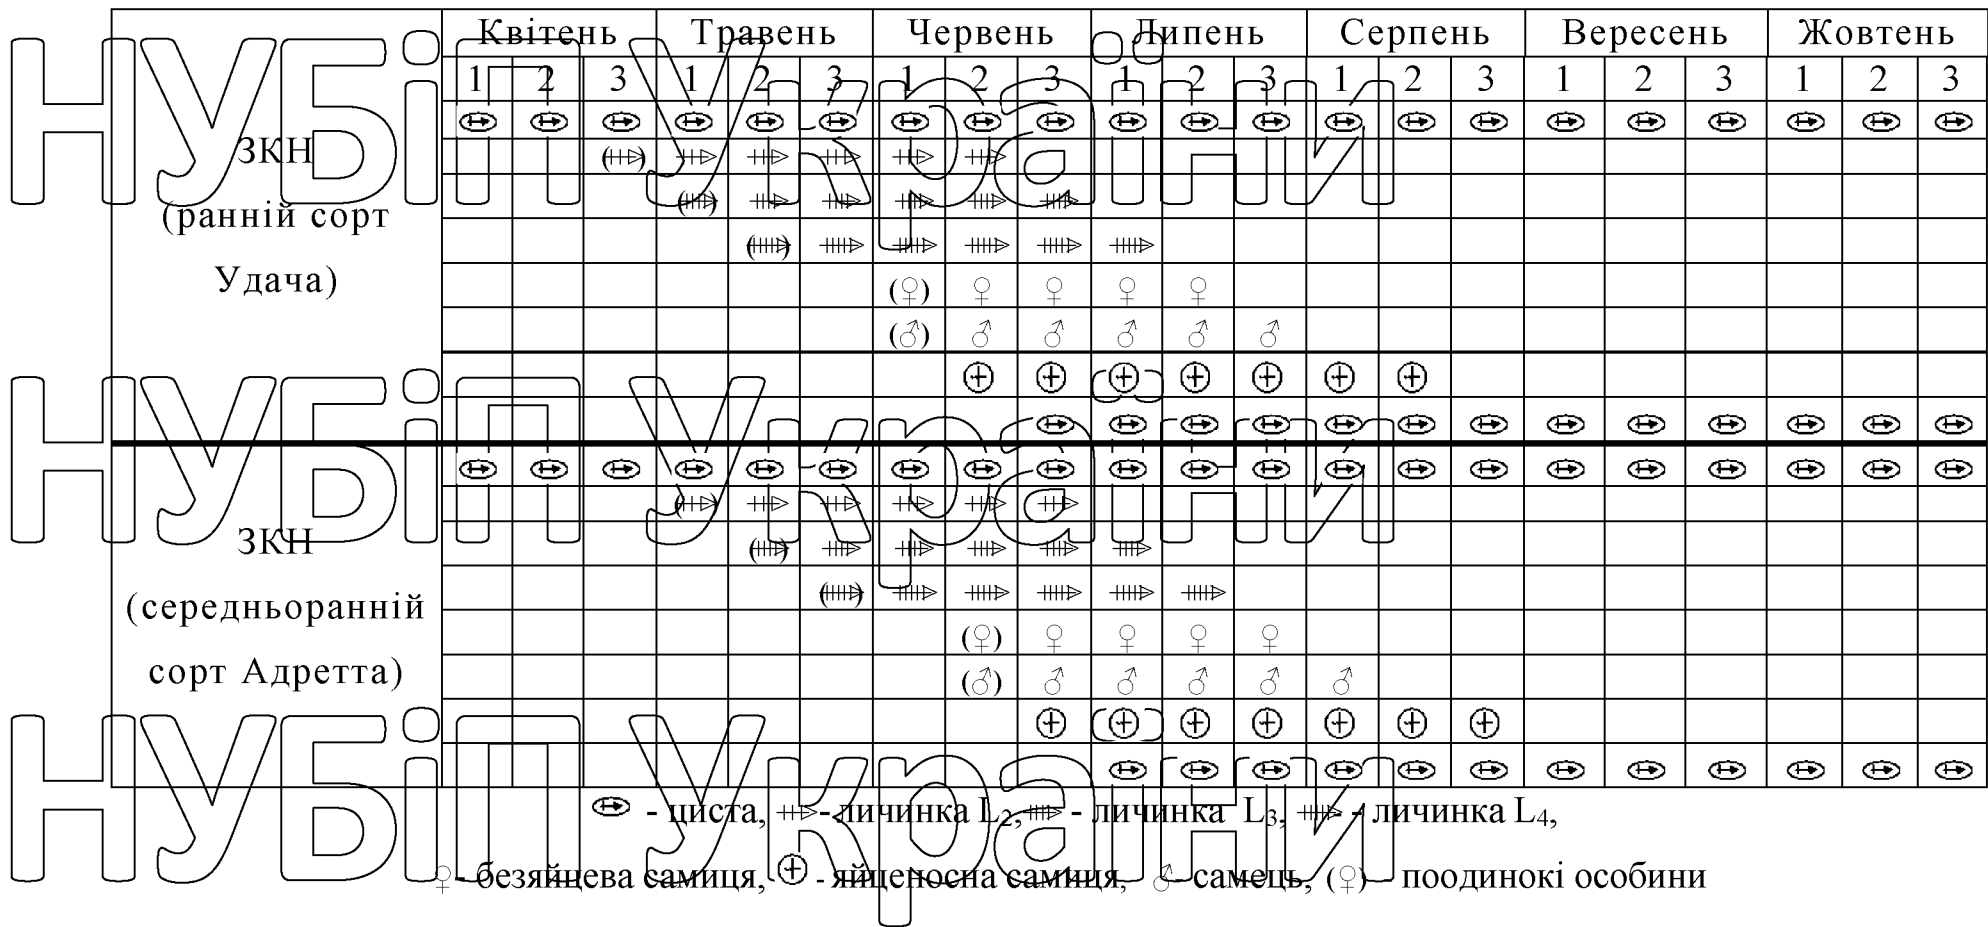 Квітень Травень Червень Липень Серпень Вересень Жовтень
1 2 3 1 2 3 1 2 3 1 2 3 1 2 3 1 2 3 1 2 3
ЗКН
(ранній сорт
Удача)
ЗКН
(середньоранній
сорт Адретта)
- циста, - личинка L2, - личинка L3, - личинка L4,
♀ - безяйцева самиця, - яйценосна самиця, ♂ - самець, (♀) - поодинокі особини
НУБіП України
НУБіП України
НУБіП України